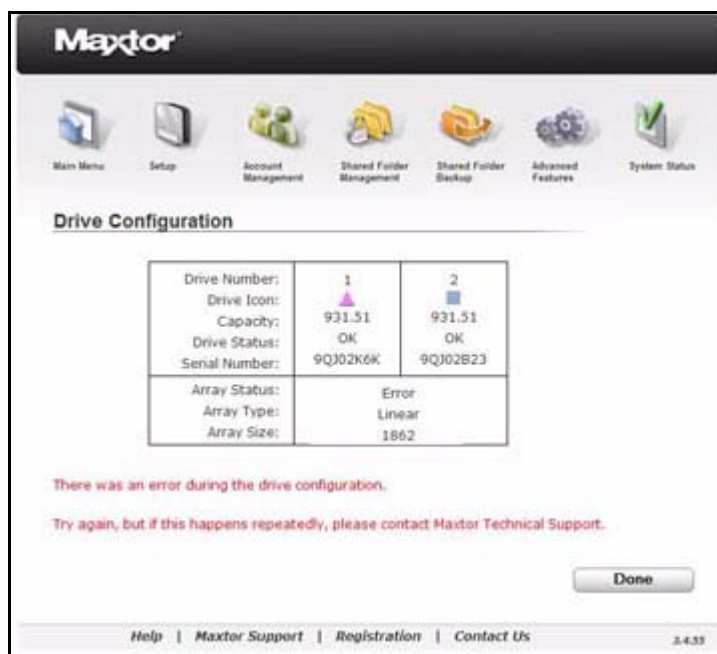 Maxtor
Main Menu
Setup
Account Management
Shared Folder Management
Shared Folder Backup
Advanced Features
System Status
Drive Configuration
Drive Number: 1 2
Drive Icon:
Capacity: 931.51 931.51
Drive Status: OK OK
Serial Number: 9QJ02K6K 9QJ02B23
Array Status: Error
Array Type: Linear
Array Size: 1862
There was an error during the drive configuration.
Try again, but if this happens repeatedly, please contact Maxtor Technical Support.
Done
Help | Maxtor Support | Registration | Contact Us
3.4.55